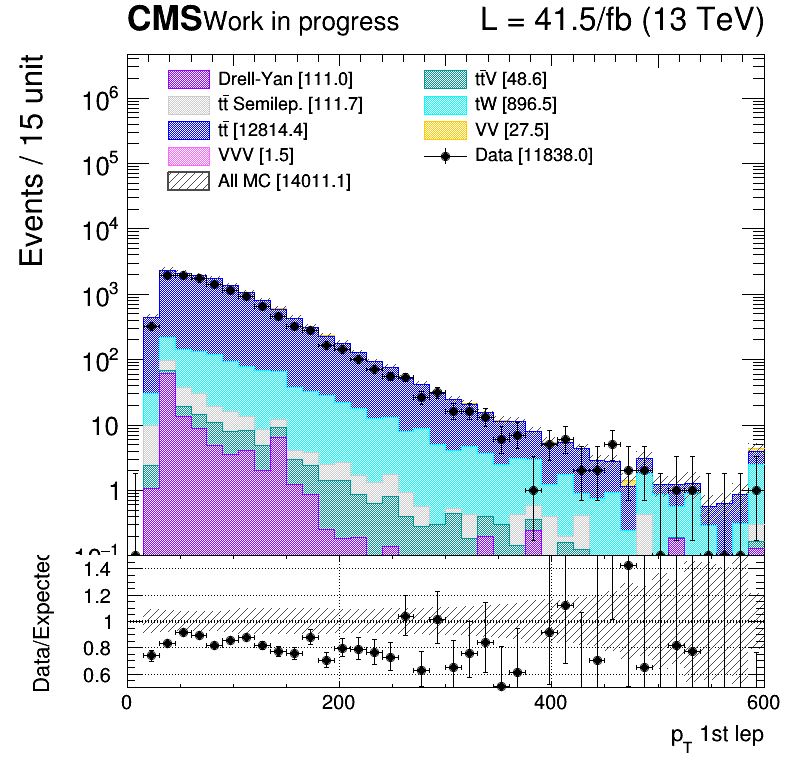 CMS Work in progress L = 41.5/fb (13 TeV)
Events / 15 unit
Drell-Yan [111.0]
tt̄ Semilep. [111.7]
tt̄ [12814.4]
VVV [1.5]
All MC [14011.1]
tt̄V [48.6]
tW [896.5]
VV [27.5]
Data [11838.0]
10⁶
10⁵
10⁴
10³
10²
10
1
10⁻¹
Data/Expected
1.4
1.2
1
0.8
0.6
0 200 400 600
p_T 1st lep